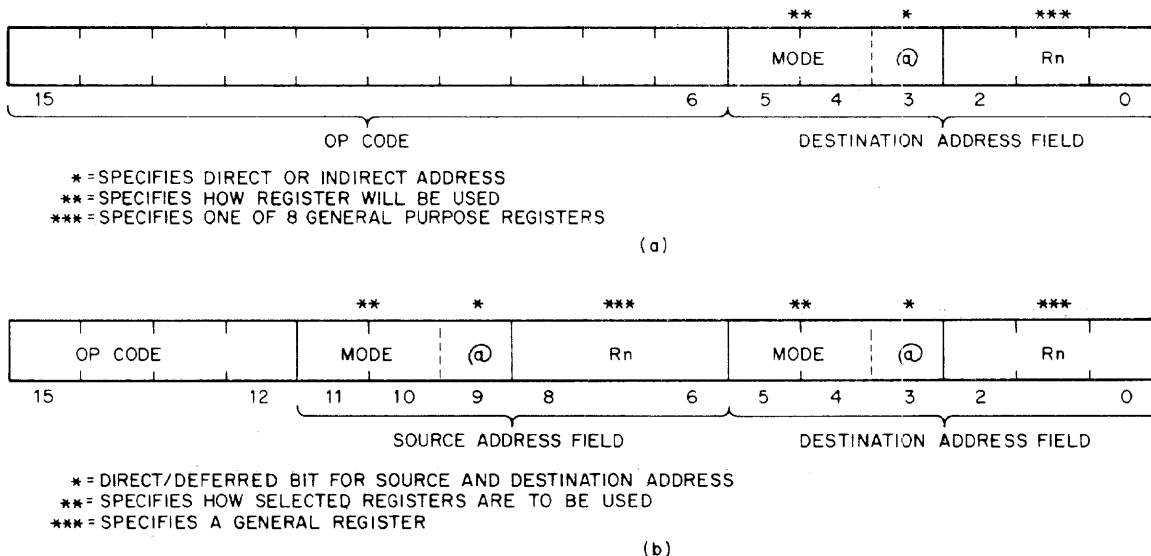 ** * ***
MODE @ Rn
15 6 5 4 3 2 0
OP CODE DESTINATION ADDRESS FIELD
* = SPECIFIES DIRECT OR INDIRECT ADDRESS
** = SPECIFIES HOW REGISTER WILL BE USED
*** = SPECIFIES ONE OF 8 GENERAL PURPOSE REGISTERS
(a)
** * *** ** * ***
OP CODE MODE @ Rn MODE @ Rn
15 12 11 10 9 8 6 5 4 3 2 0
SOURCE ADDRESS FIELD DESTINATION ADDRESS FIELD
* = DIRECT/DEFERRED BIT FOR SOURCE AND DESTINATION ADDRESS
** = SPECIFIES HOW SELECTED REGISTERS ARE TO BE USED
*** = SPECIFIES A GENERAL REGISTER
(b)